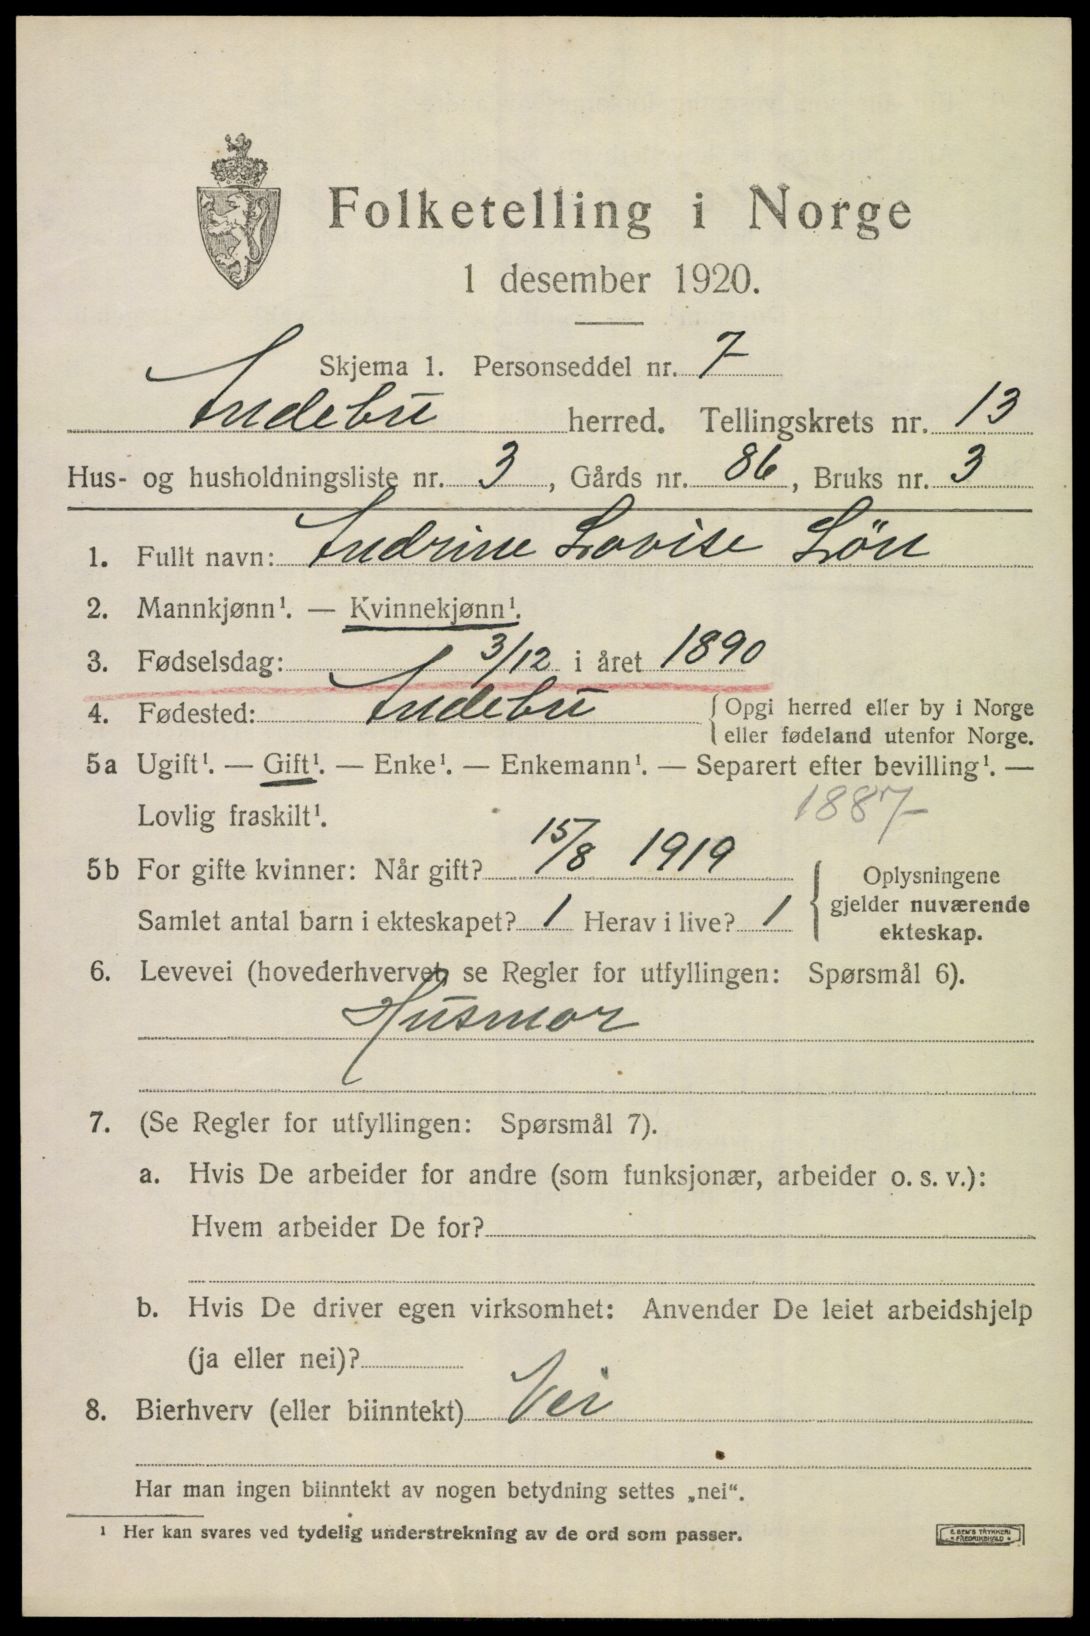 Folketelling i Norge
1 desember 1920.
Skjema 1. Personseddel nr. 7
Andebu herred. Tellingskrets nr. 13
Hus- og husholdningsliste nr. 3, Gårds nr. 86, Bruks nr. 3
1. Fullt navn: Andrine Lovise Løn
2. Mannkjønn¹. — Kvinnekjønn¹.
3. Fødselsdag: 3/12 i året 1890
4. Fødested: Andebu { Opgi herred eller by i Norge
eller fødeland utenfor Norge.
5a Ugift¹. — Gift¹. — Enke¹. — Enkemann¹. — Separert efter bevilling¹. —
Lovlig fraskilt¹. 1887
5b For gifte kvinner: Når gift? 15/8 1919
Samlet antal barn i ekteskapet? 1 Herav i live? 1
{ Oplysningene
gjelder nuværende
ekteskap.
6. Levevei (hovederhvervet, se Regler for utfyllingen: Spørsmål 6).
Husmor
7. (Se Regler for utfyllingen: Spørsmål 7).
a. Hvis De arbeider for andre (som funksjonær, arbeider o. s. v.):
Hvem arbeider De for?
b. Hvis De driver egen virksomhet: Anvender De leiet arbeidshjelp
(ja eller nei)?
8. Bierhverv (eller biinntekt) Nei
Har man ingen biinntekt av nogen betydning settes „nei“.
¹ Her kan svares ved tydelig understrekning av de ord som passer.
E. SEM'S TRYKKERI
FREDRIKSHALD